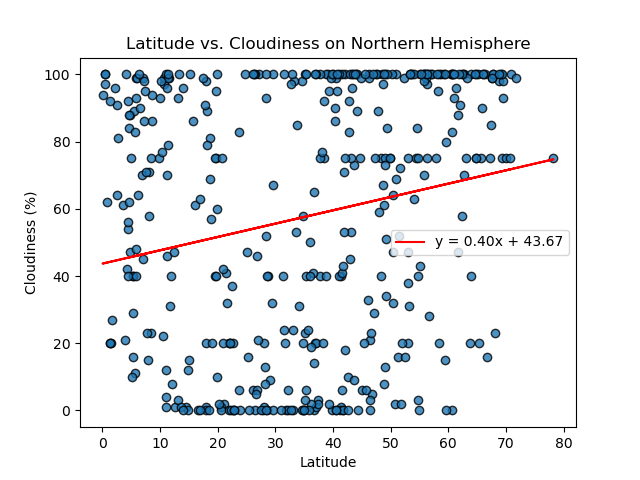 Latitude vs. Cloudiness on Northern Hemisphere
100
80
60
40
20
0
Cloudiness (%)
y = 0.40x + 43.67
0 10 20 30 40 50 60 70 80
Latitude